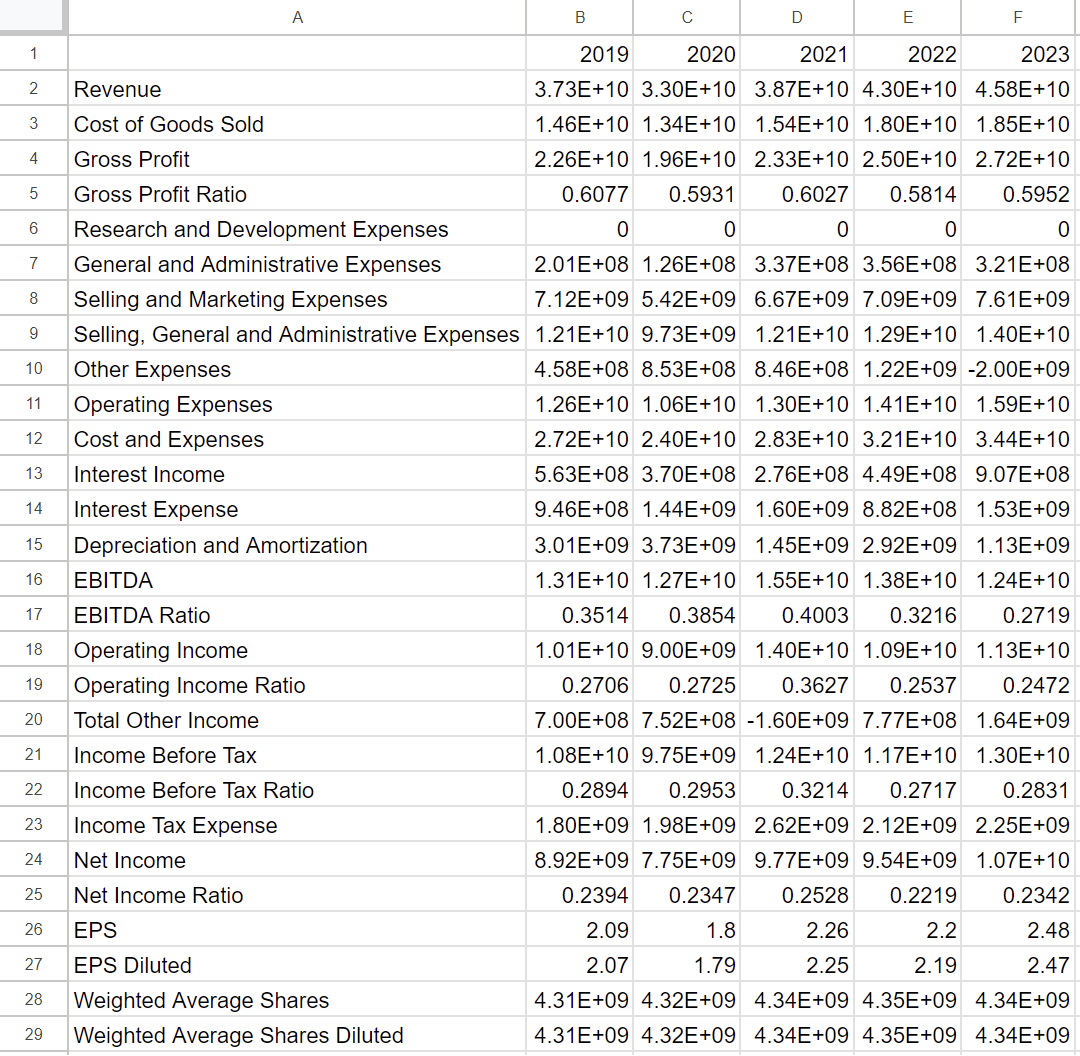 A B C D E F
1 2019 2020 2021 2022 2023
2 Revenue 3.73E+10 3.30E+10 3.87E+10 4.30E+10 4.58E+10
3 Cost of Goods Sold 1.46E+10 1.34E+10 1.54E+10 1.80E+10 1.85E+10
4 Gross Profit 2.26E+10 1.96E+10 2.33E+10 2.50E+10 2.72E+10
5 Gross Profit Ratio 0.6077 0.5931 0.6027 0.5814 0.5952
6 Research and Development Expenses 0 0 0 0 0
7 General and Administrative Expenses 2.01E+08 1.26E+08 3.37E+08 3.56E+08 3.21E+08
8 Selling and Marketing Expenses 7.12E+09 5.42E+09 6.67E+09 7.09E+09 7.61E+09
9 Selling, General and Administrative Expenses 1.21E+10 9.73E+09 1.21E+10 1.29E+10 1.40E+10
10 Other Expenses 4.58E+08 8.53E+08 8.46E+08 1.22E+09 -2.00E+09
11 Operating Expenses 1.26E+10 1.06E+10 1.30E+10 1.41E+10 1.59E+10
12 Cost and Expenses 2.72E+10 2.40E+10 2.83E+10 3.21E+10 3.44E+10
13 Interest Income 5.63E+08 3.70E+08 2.76E+08 4.49E+08 9.07E+08
14 Interest Expense 9.46E+08 1.44E+09 1.60E+09 8.82E+08 1.53E+09
15 Depreciation and Amortization 3.01E+09 3.73E+09 1.45E+09 2.92E+09 1.13E+09
16 EBITDA 1.31E+10 1.27E+10 1.55E+10 1.38E+10 1.24E+10
17 EBITDA Ratio 0.3514 0.3854 0.4003 0.3216 0.2719
18 Operating Income 1.01E+10 9.00E+09 1.40E+10 1.09E+10 1.13E+10
19 Operating Income Ratio 0.2706 0.2725 0.3627 0.2537 0.2472
20 Total Other Income 7.00E+08 7.52E+08 -1.60E+09 7.77E+08 1.64E+09
21 Income Before Tax 1.08E+10 9.75E+09 1.24E+10 1.17E+10 1.30E+10
22 Income Before Tax Ratio 0.2894 0.2953 0.3214 0.2717 0.2831
23 Income Tax Expense 1.80E+09 1.98E+09 2.62E+09 2.12E+09 2.25E+09
24 Net Income 8.92E+09 7.75E+09 9.77E+09 9.54E+09 1.07E+10
25 Net Income Ratio 0.2394 0.2347 0.2528 0.2219 0.2342
26 EPS 2.09 1.8 2.26 2.2 2.48
27 EPS Diluted 2.07 1.79 2.25 2.19 2.47
28 Weighted Average Shares 4.31E+09 4.32E+09 4.34E+09 4.35E+09 4.34E+09
29 Weighted Average Shares Diluted 4.31E+09 4.32E+09 4.34E+09 4.35E+09 4.34E+09